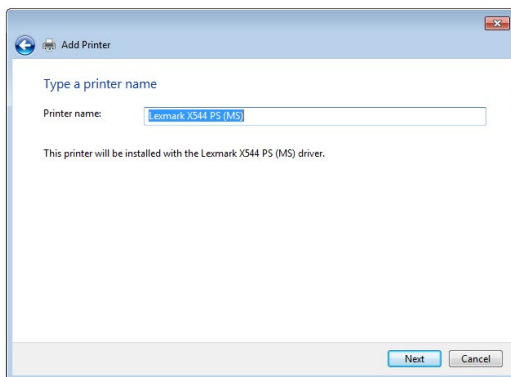 Add Printer
Type a printer name
Printer name: Lexmark X544 PS (MS)
This printer will be installed with the Lexmark X544 PS (MS) driver.
Next Cancel